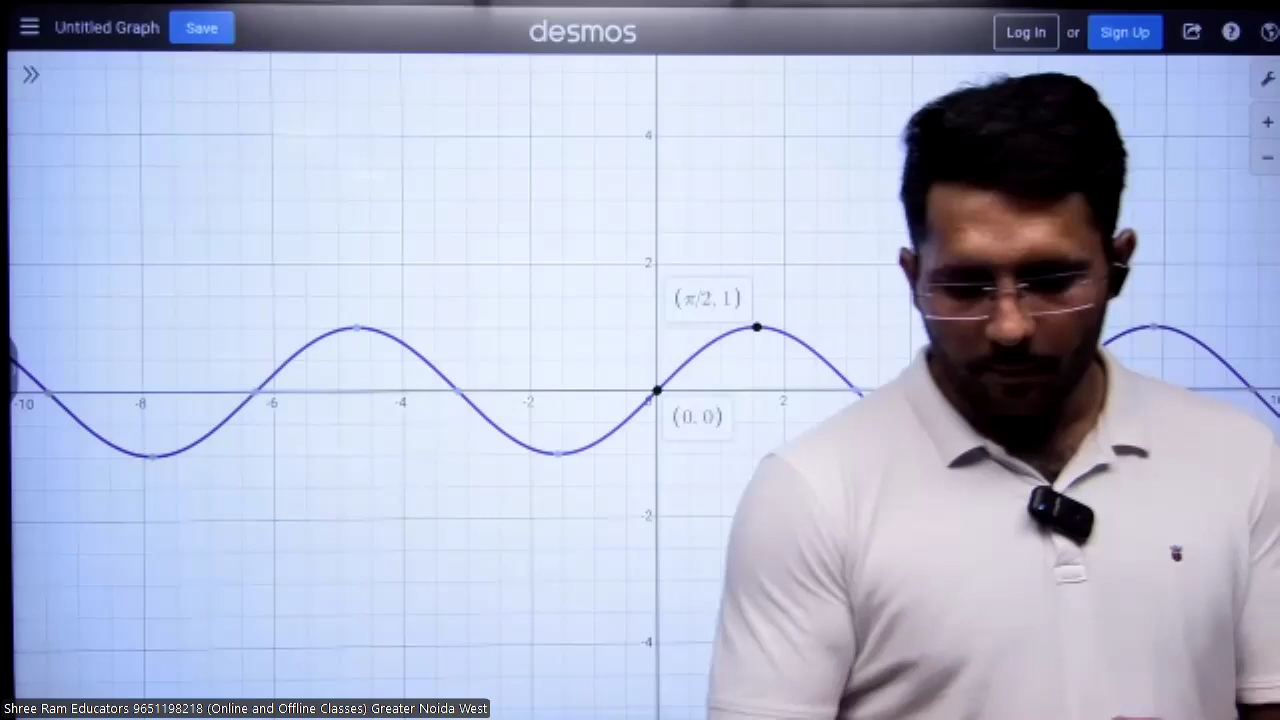 Untitled Graph Save desmos Log In or Sign Up
4
2
(π/2, 1)
-10 -8 -6 -4 -2 0 2
(0, 0)
-2
-4
Shree Ram Educators 9651198218 (Online and Offline Classes) Greater Noida West